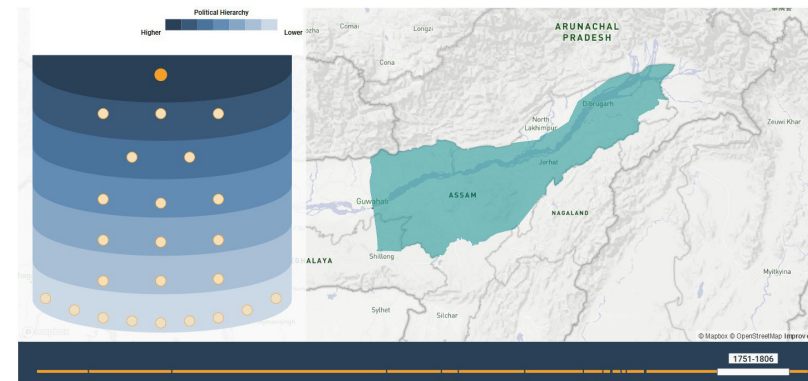 Political Hierarchy
Higher
Lower
Comai
Longzi
Cona
ARUNACHAL
PRADESH
Dibrugarh
North
Lakhimpur
Zeuwi Khar
Jorhat
Guwahati
ASSAM
NAGALAND
Shillong
ALAYA
Myitkyina
Sylhet
Silchar
© Mapbox © OpenStreetMap Improve
1751-1806